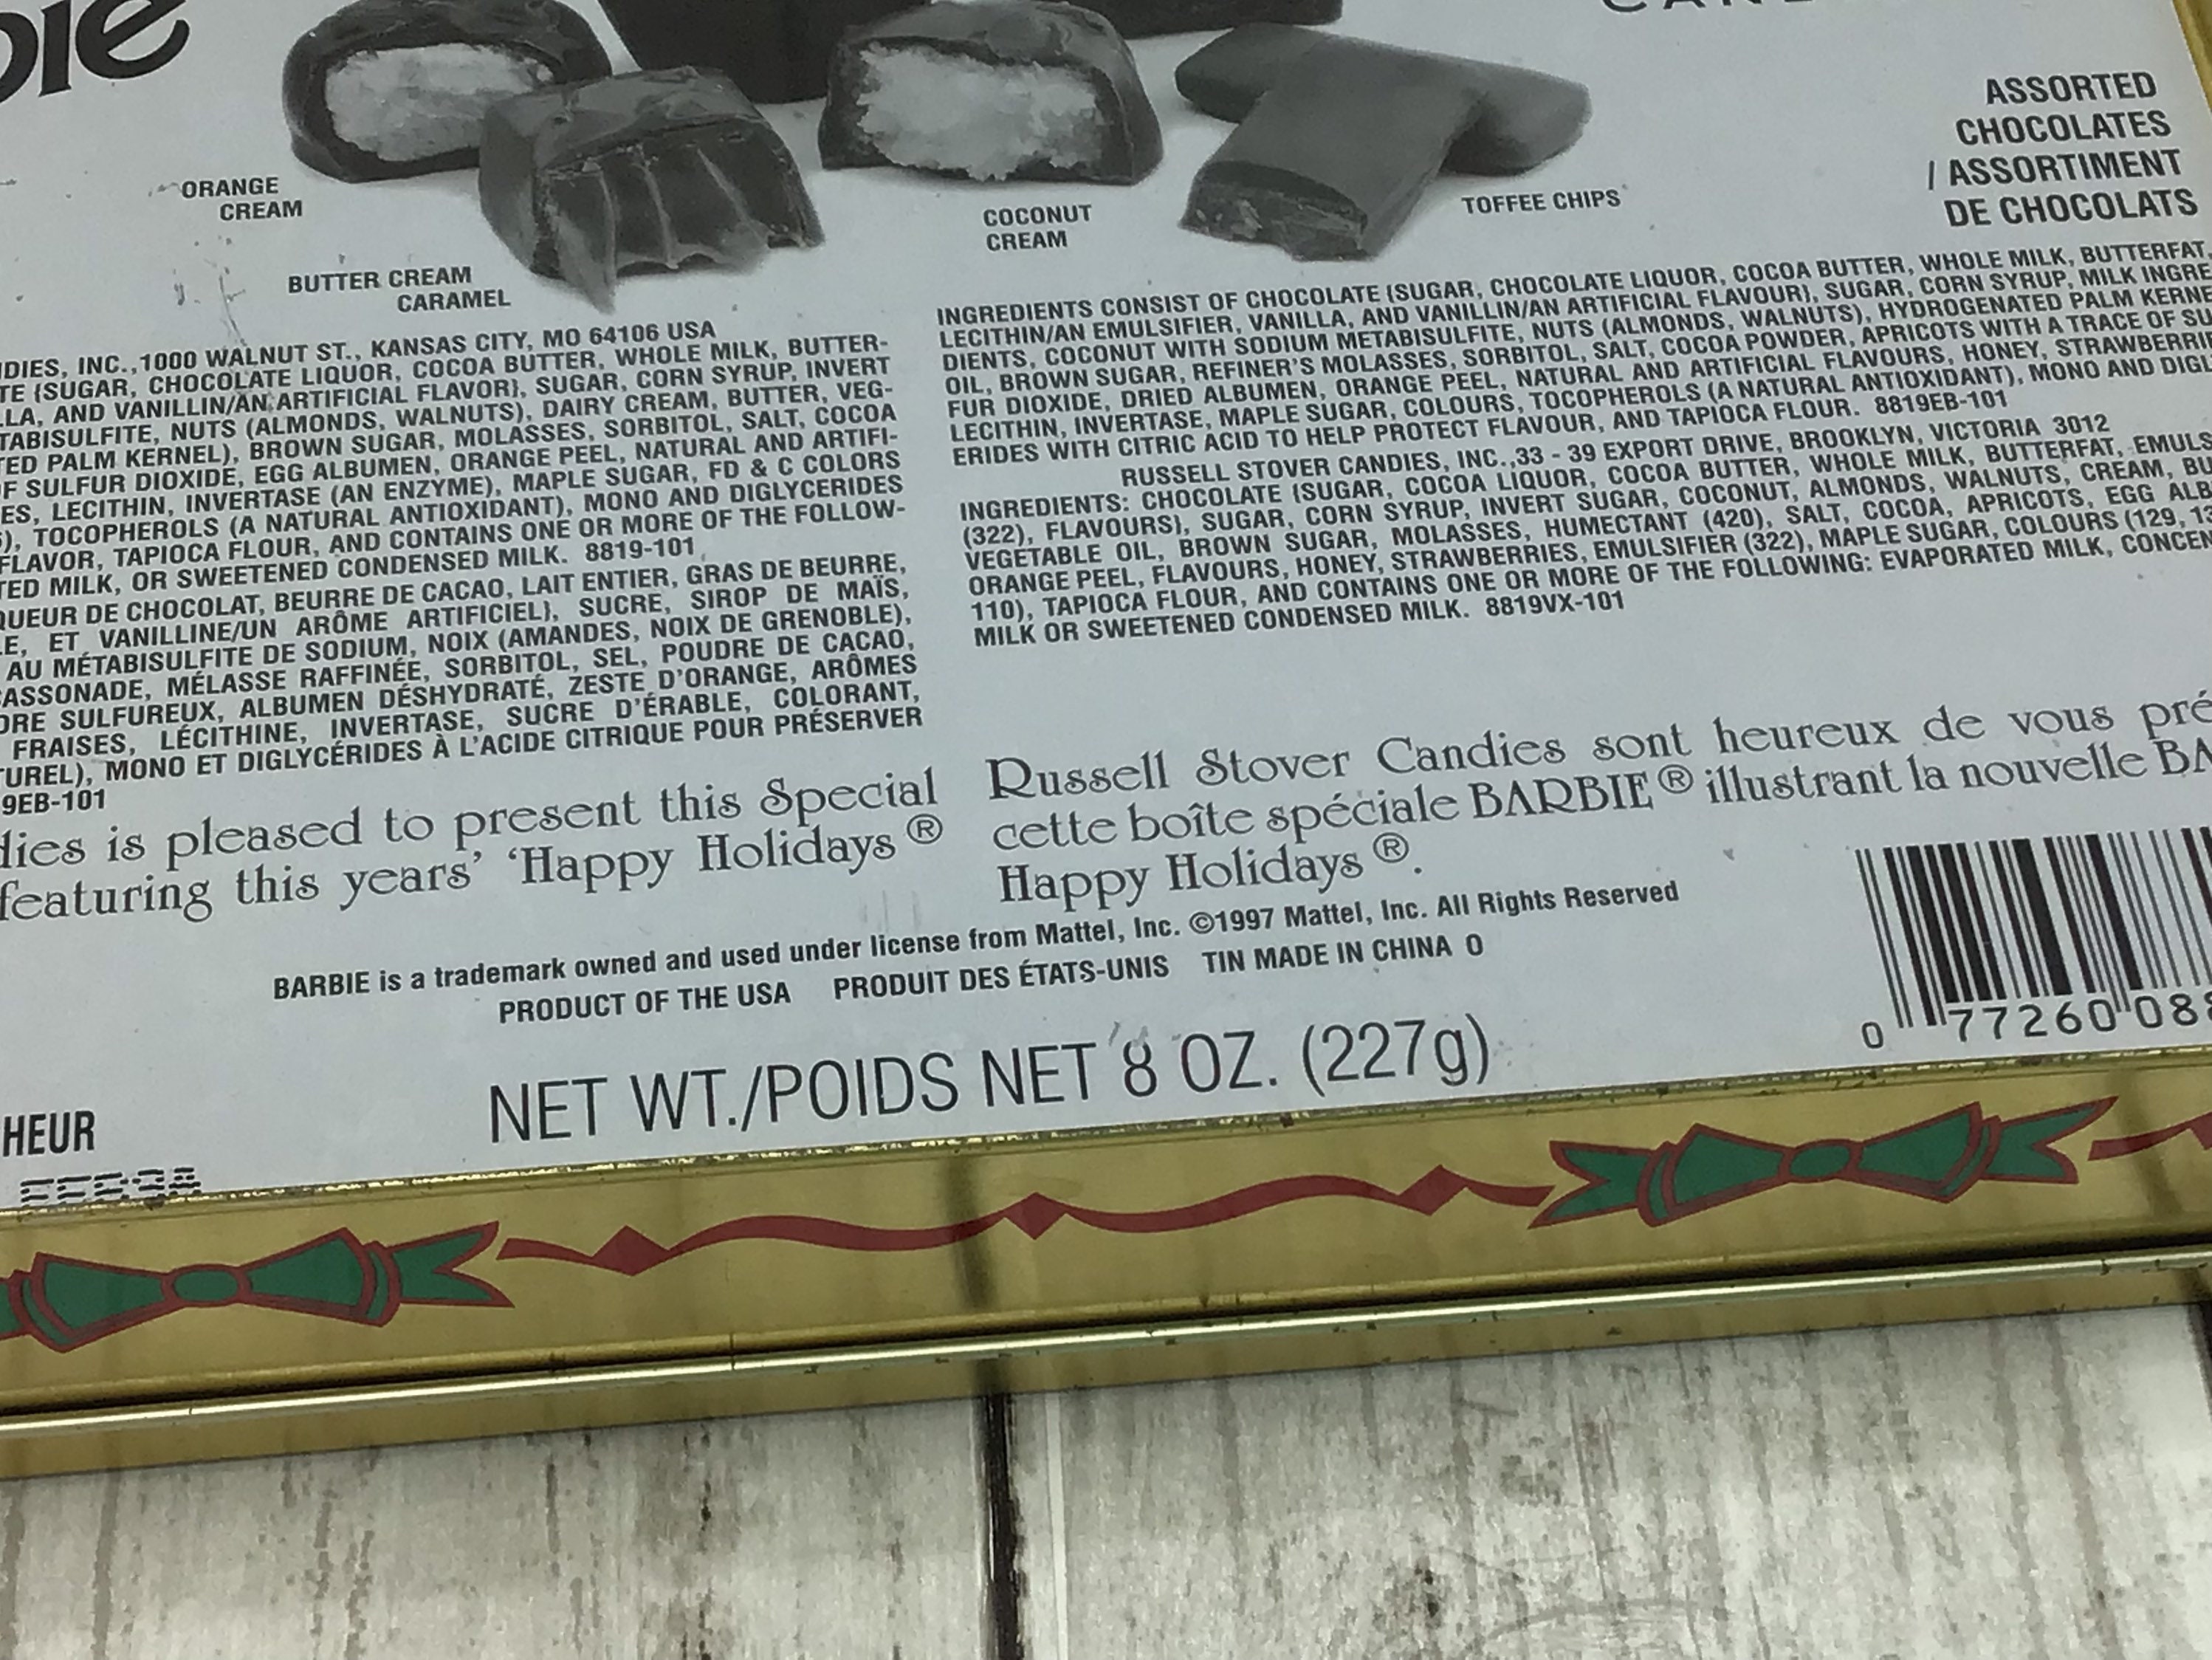 ORANGE
CREAM
BUTTER CREAM
CARAMEL
COCONUT
CREAM
TOFFEE CHIPS
ASSORTED
CHOCOLATES
/ ASSORTIMENT
DE CHOCOLATS
DIES, INC.,1000 WALNUT ST., KANSAS CITY, MO 64106 USA
TE {SUGAR, CHOCOLATE LIQUOR, COCOA BUTTER, WHOLE MILK, BUTTER-
LLA, AND VANILLIN/AN ARTIFICIAL FLAVOR}, SUGAR, CORN SYRUP, INVERT
TABISULFITE, NUTS (ALMONDS, WALNUTS), DAIRY CREAM, BUTTER, VEG-
TED PALM KERNEL), BROWN SUGAR, MOLASSES, SORBITOL, SALT, COCOA
F SULFUR DIOXIDE, EGG ALBUMEN, ORANGE PEEL, NATURAL AND ARTIFI-
ES, LECITHIN, INVERTASE (AN ENZYME), MAPLE SUGAR, FD & C COLORS
), TOCOPHEROLS (A NATURAL ANTIOXIDANT), MONO AND DIGLYCERIDES
FLAVOR, TAPIOCA FLOUR, AND CONTAINS ONE OR MORE OF THE FOLLOW-
TED MILK, OR SWEETENED CONDENSED MILK. 8819-101
QUEUR DE CHOCOLAT, BEURRE DE CACAO, LAIT ENTIER, GRAS DE BEURRE,
LE, ET VANILLINE/UN ARÔME ARTIFICIEL}, SUCRE, SIROP DE MAÏS,
AU MÉTABISULFITE DE SODIUM, NOIX (AMANDES, NOIX DE GRENOBLE),
CASSONADE, MÉLASSE RAFFINÉE, SORBITOL, SEL, POUDRE DE CACAO,
DRE SULFUREUX, ALBUMEN DÉSHYDRATÉ, ZESTE D'ORANGE, ARÔMES
FRAISES, LÉCITHINE, INVERTASE, SUCRE D'ÉRABLE, COLORANT,
TUREL), MONO ET DIGLYCÉRIDES À L'ACIDE CITRIQUE POUR PRÉSERVER
9EB-101
INGREDIENTS CONSIST OF CHOCOLATE {SUGAR, CHOCOLATE LIQUOR, COCOA BUTTER, WHOLE MILK, BUTTERFAT,
LECITHIN/AN EMULSIFIER, VANILLA, AND VANILLIN/AN ARTIFICIAL FLAVOUR}, SUGAR, CORN SYRUP, MILK INGRE
DIENTS, COCONUT WITH SODIUM METABISULFITE, NUTS (ALMONDS, WALNUTS), HYDROGENATED PALM KERNE
OIL, BROWN SUGAR, REFINER'S MOLASSES, SORBITOL, SALT, COCOA POWDER, APRICOTS WITH A TRACE OF SU
FUR DIOXIDE, DRIED ALBUMEN, ORANGE PEEL, NATURAL AND ARTIFICIAL FLAVOURS, HONEY, STRAWBERRIE
LECITHIN, INVERTASE, MAPLE SUGAR, COLOURS, TOCOPHEROLS (A NATURAL ANTIOXIDANT), MONO AND DIGL
ERIDES WITH CITRIC ACID TO HELP PROTECT FLAVOUR, AND TAPIOCA FLOUR. 8819EB-101
RUSSELL STOVER CANDIES, INC.,33 - 39 EXPORT DRIVE, BROOKLYN, VICTORIA 3012
INGREDIENTS: CHOCOLATE {SUGAR, COCOA LIQUOR, COCOA BUTTER, WHOLE MILK, BUTTERFAT, EMULS
(322), FLAVOURS}, SUGAR, CORN SYRUP, INVERT SUGAR, COCONUT, ALMONDS, WALNUTS, CREAM, BU
VEGETABLE OIL, BROWN SUGAR, MOLASSES, HUMECTANT (420), SALT, COCOA, APRICOTS, EGG ALB
ORANGE PEEL, FLAVOURS, HONEY, STRAWBERRIES, EMULSIFIER (322), MAPLE SUGAR, COLOURS (129, 13
110), TAPIOCA FLOUR, AND CONTAINS ONE OR MORE OF THE FOLLOWING: EVAPORATED MILK, CONCEN
MILK OR SWEETENED CONDENSED MILK. 8819VX-101
dies is pleased to present this Special
featuring this years' 'Happy Holidays ®
Russell Stover Candies sont heureux de vous pré
cette boîte spéciale BARBIE ® illustrant la nouvelle BA
Happy Holidays ®.
BARBIE is a trademark owned and used under license from Mattel, Inc. ©1997 Mattel, Inc. All Rights Reserved
PRODUCT OF THE USA PRODUIT DES ÉTATS-UNIS TIN MADE IN CHINA 0
NET WT./POIDS NET 8 OZ. (227g)
HEUR
0 77260 08